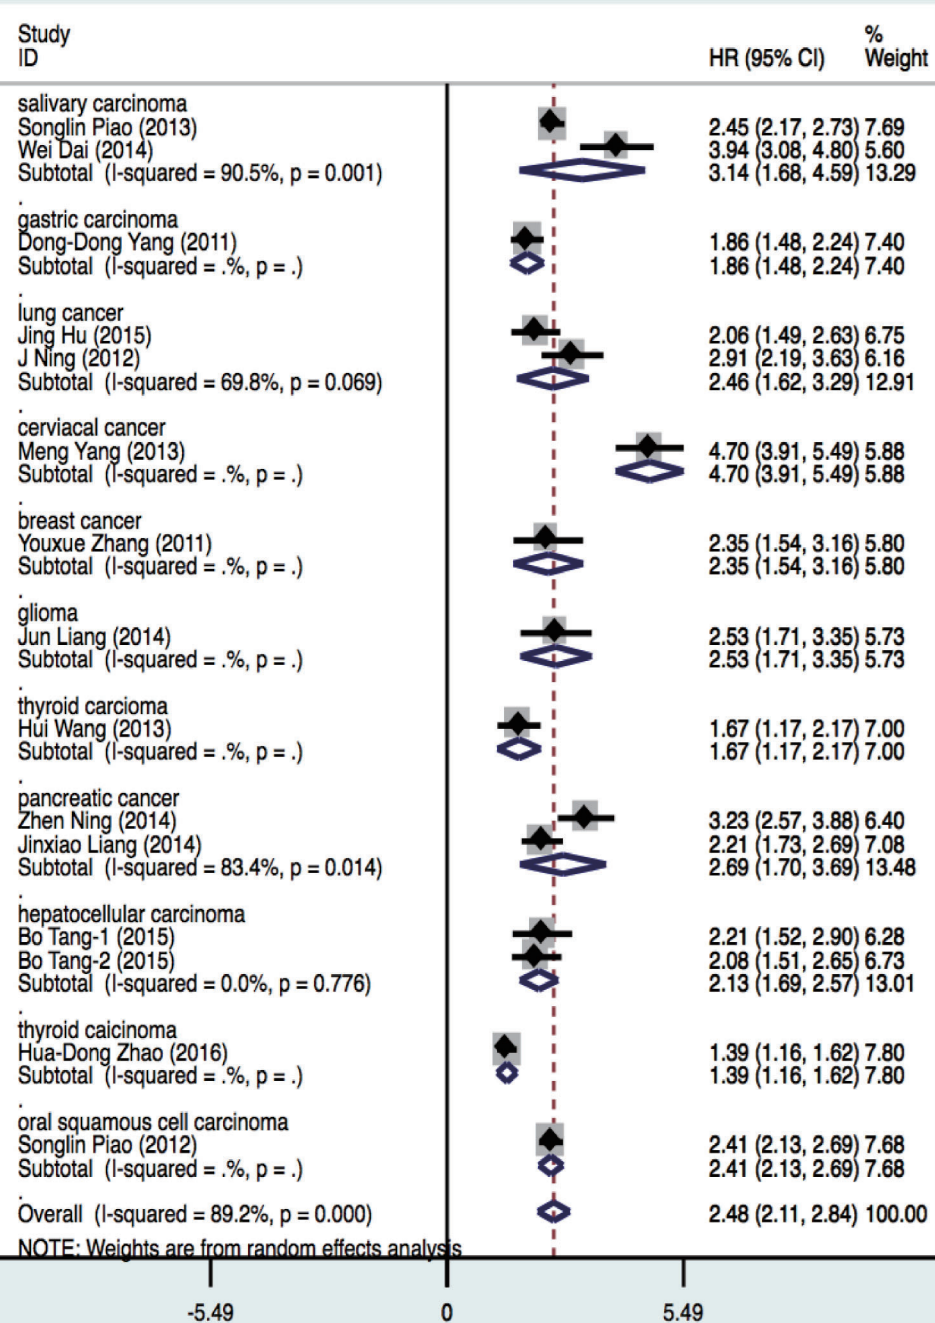 Study %
ID HR (95% CI) Weight
salivary carcinoma
Songlin Piao (2013) 2.45 (2.17, 2.73) 7.69
Wei Dai (2014) 3.94 (3.08, 4.80) 5.60
Subtotal (I-squared = 90.5%, p = 0.001) 3.14 (1.68, 4.59) 13.29
.
gastric carcinoma
Dong-Dong Yang (2011) 1.86 (1.48, 2.24) 7.40
Subtotal (I-squared = .%, p = .) 1.86 (1.48, 2.24) 7.40
.
lung cancer
Jing Hu (2015) 2.06 (1.49, 2.63) 6.75
J Ning (2012) 2.91 (2.19, 3.63) 6.16
Subtotal (I-squared = 69.8%, p = 0.069) 2.46 (1.62, 3.29) 12.91
.
cerviacal cancer
Meng Yang (2013) 4.70 (3.91, 5.49) 5.88
Subtotal (I-squared = .%, p = .) 4.70 (3.91, 5.49) 5.88
.
breast cancer
Youxue Zhang (2011) 2.35 (1.54, 3.16) 5.80
Subtotal (I-squared = .%, p = .) 2.35 (1.54, 3.16) 5.80
.
glioma
Jun Liang (2014) 2.53 (1.71, 3.35) 5.73
Subtotal (I-squared = .%, p = .) 2.53 (1.71, 3.35) 5.73
.
thyroid carcioma
Hui Wang (2013) 1.67 (1.17, 2.17) 7.00
Subtotal (I-squared = .%, p = .) 1.67 (1.17, 2.17) 7.00
.
pancreatic cancer
Zhen Ning (2014) 3.23 (2.57, 3.88) 6.40
Jinxiao Liang (2014) 2.21 (1.73, 2.69) 7.08
Subtotal (I-squared = 83.4%, p = 0.014) 2.69 (1.70, 3.69) 13.48
.
hepatocellular carcinoma
Bo Tang-1 (2015) 2.21 (1.52, 2.90) 6.28
Bo Tang-2 (2015) 2.08 (1.51, 2.65) 6.73
Subtotal (I-squared = 0.0%, p = 0.776) 2.13 (1.69, 2.57) 13.01
.
thyroid caicinoma
Hua-Dong Zhao (2016) 1.39 (1.16, 1.62) 7.80
Subtotal (I-squared = .%, p = .) 1.39 (1.16, 1.62) 7.80
.
oral squamous cell carcinoma
Songlin Piao (2012) 2.41 (2.13, 2.69) 7.68
Subtotal (I-squared = .%, p = .) 2.41 (2.13, 2.69) 7.68
.
Overall (I-squared = 89.2%, p = 0.000) 2.48 (2.11, 2.84) 100.00
NOTE: Weights are from random effects analysis
-5.49 0 5.49